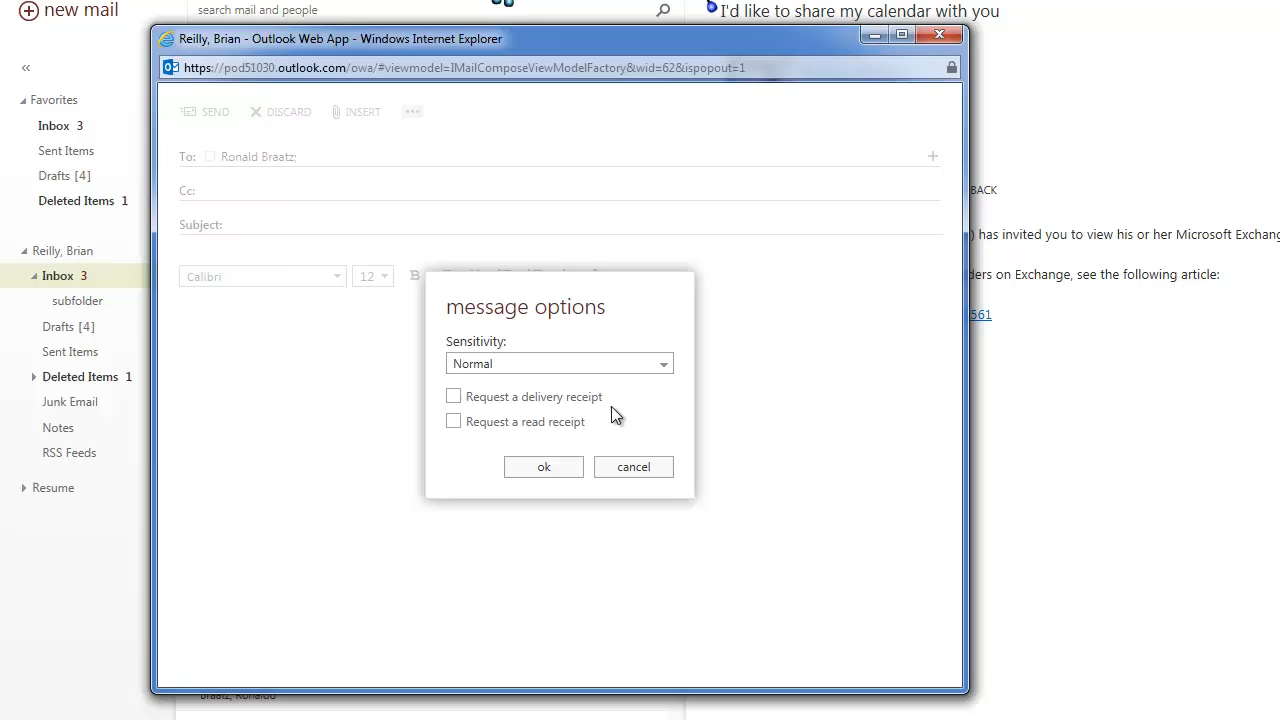 new mail
search mail and people
I'd like to share my calendar with you
Reilly, Brian - Outlook Web App - Windows Internet Explorer
https://pod51030.outlook.com/owa/#viewmodel=IMailComposeViewModelFactory&wid=62&ispopout=1
«
Favorites
Inbox 3
Sent Items
Drafts [4]
Deleted Items 1
Reilly, Brian
Inbox 3
subfolder
Drafts [4]
Sent Items
Deleted Items 1
Junk Email
Notes
RSS Feeds
Resume
SEND DISCARD INSERT •••
To: Ronald Braatz;
Cc:
Subject:
Calibri 12 B
message options
Sensitivity:
Normal
Request a delivery receipt
Request a read receipt
ok cancel
BACK
) has invited you to view his or her Microsoft Exchang
ders on Exchange, see the following article:
561
Braatz, Ronaldo